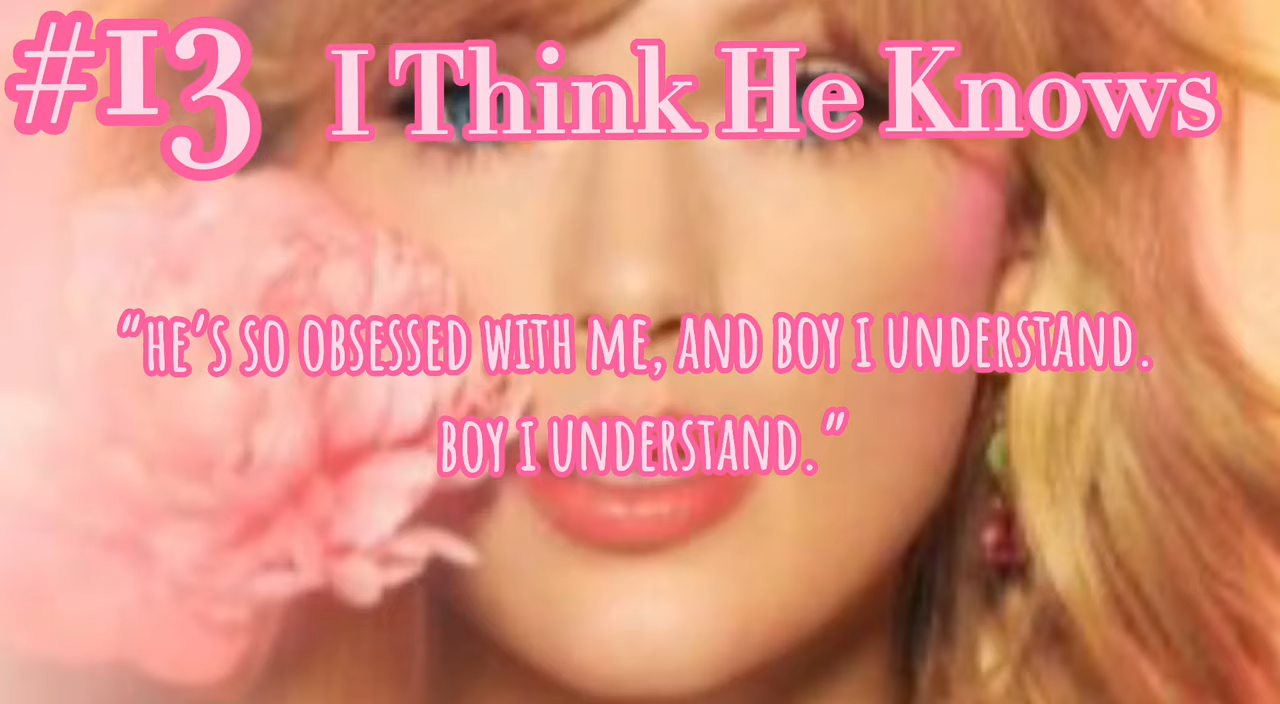 #13 I Think He Knows
“HE’S SO OBSESSED WITH ME, AND BOY I UNDERSTAND.
BOY I UNDERSTAND.”